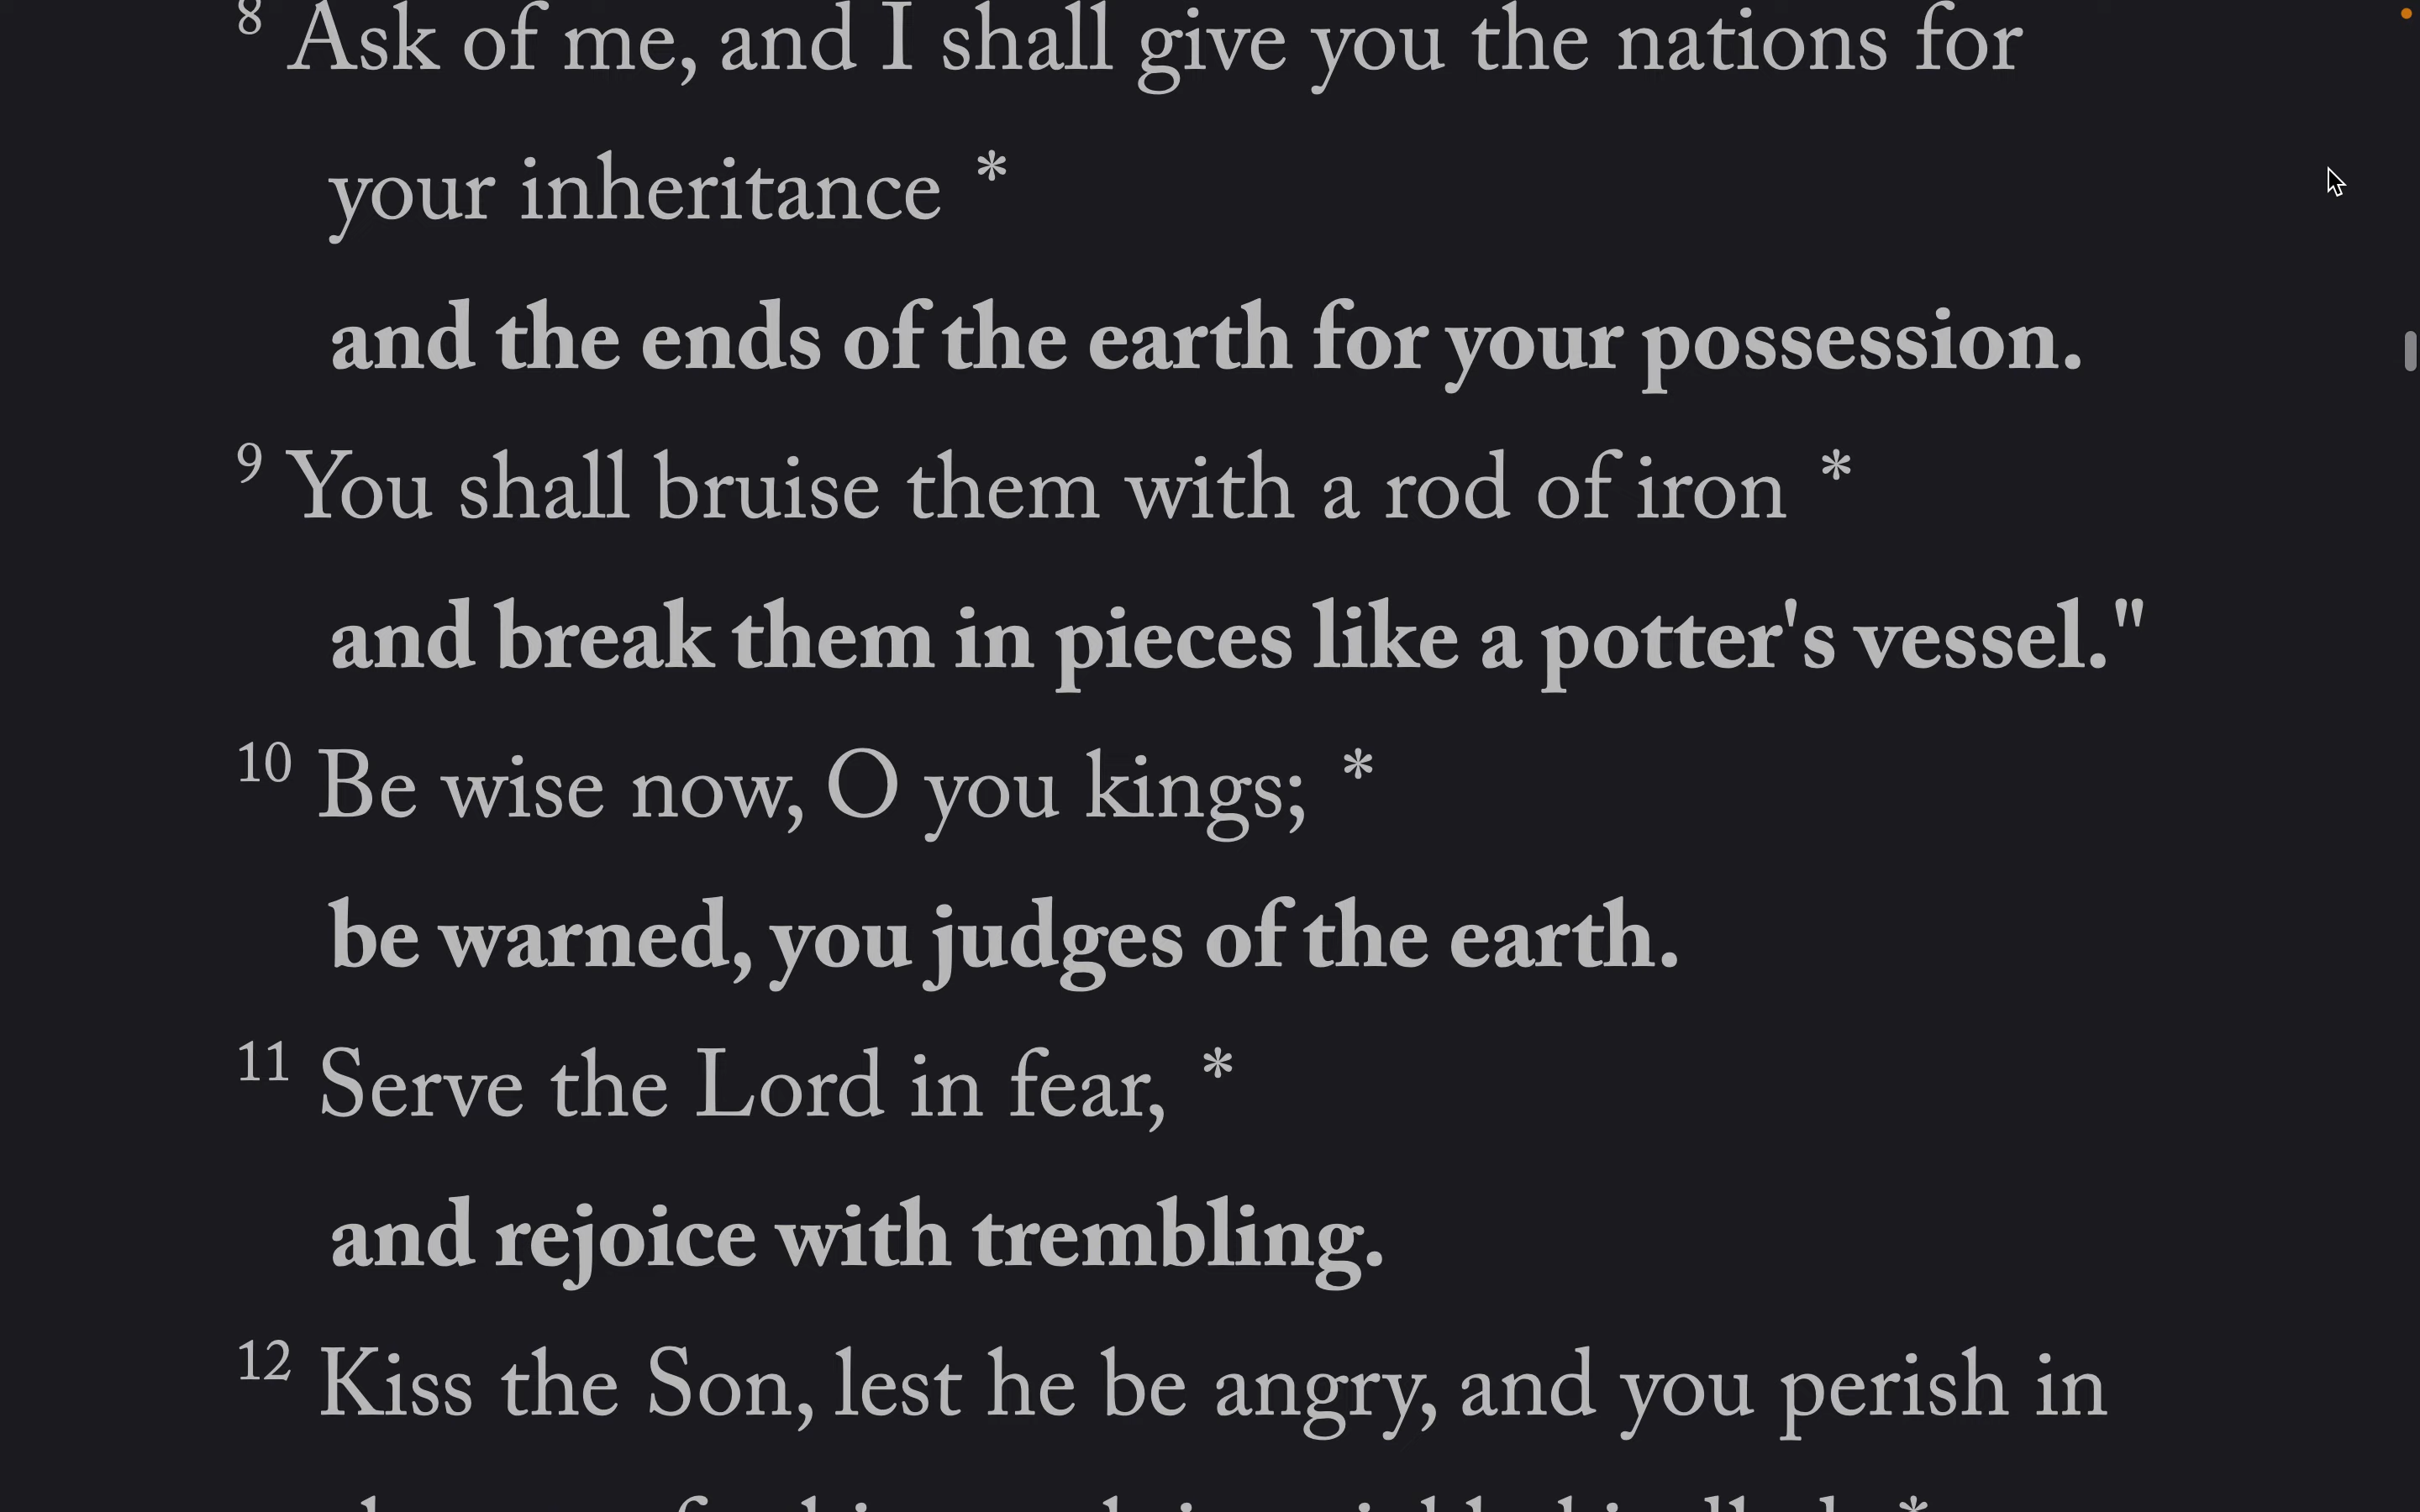 8 Ask of me, and I shall give you the nations for
your inheritance *
and the ends of the earth for your possession.
9 You shall bruise them with a rod of iron *
and break them in pieces like a potter's vessel."
10 Be wise now, O you kings; *
be warned, you judges of the earth.
11 Serve the Lord in fear, *
and rejoice with trembling.
12 Kiss the Son, lest he be angry, and you perish in